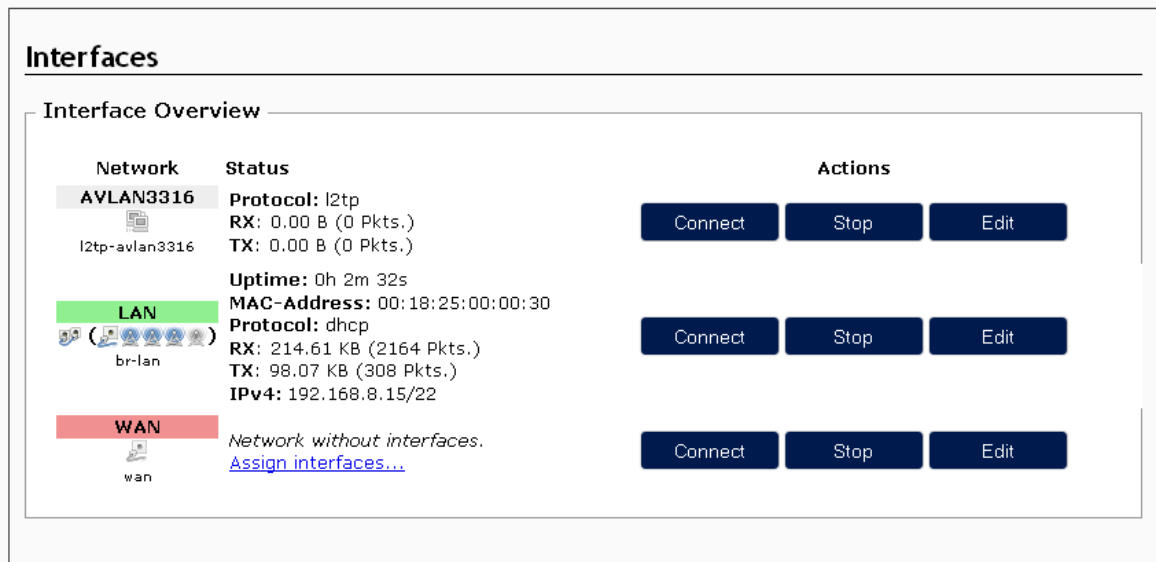 Interfaces
Interface Overview
Network Status Actions
AVLAN3316
l2tp-avlan3316
Protocol: l2tp
RX: 0.00 B (0 Pkts.)
TX: 0.00 B (0 Pkts.)
Connect Stop Edit
LAN
( )
br-lan
Uptime: 0h 2m 32s
MAC-Address: 00:18:25:00:00:30
Protocol: dhcp
RX: 214.61 KB (2164 Pkts.)
TX: 98.07 KB (308 Pkts.)
IPv4: 192.168.8.15/22
Connect Stop Edit
WAN
wan
Network without interfaces.
Assign interfaces...
Connect Stop Edit